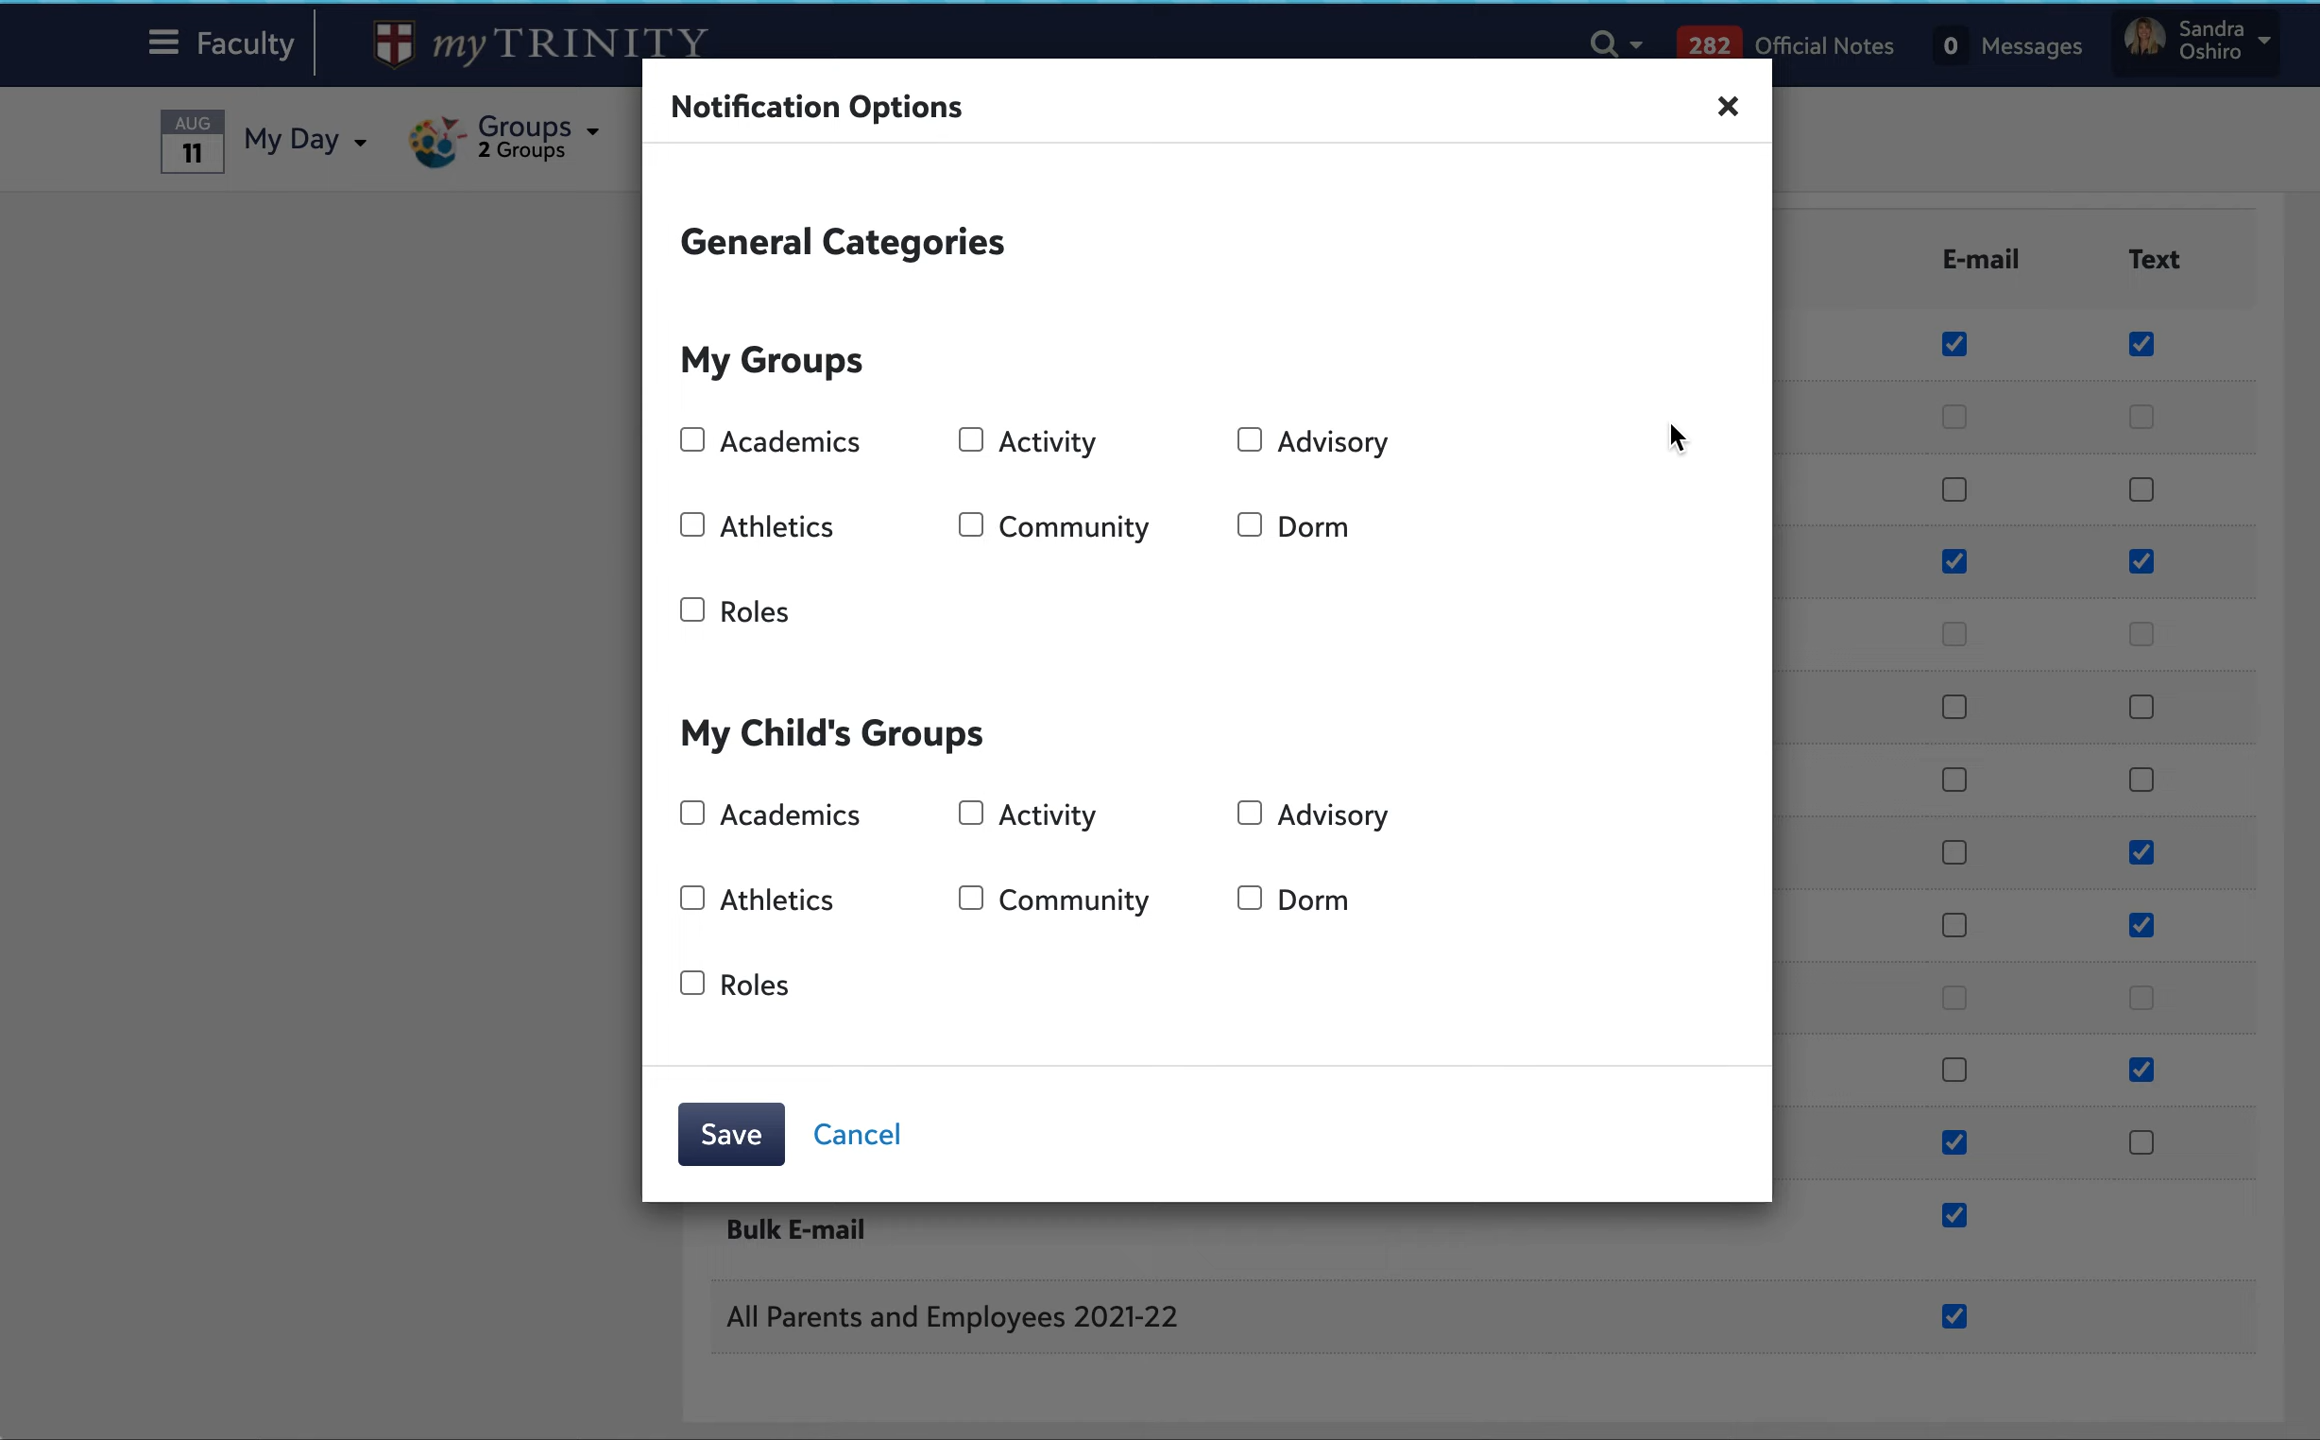 Faculty
my TRINITY
282 Official Notes
0 Messages
Sandra
Oshiro
AUG
11
My Day
Groups
2 Groups
Notification Options
General Categories
My Groups
Academics Activity Advisory
Athletics Community Dorm
Roles
My Child's Groups
Academics Activity Advisory
Athletics Community Dorm
Roles
Save Cancel
E-mail Text
Bulk E-mail
All Parents and Employees 2021-22